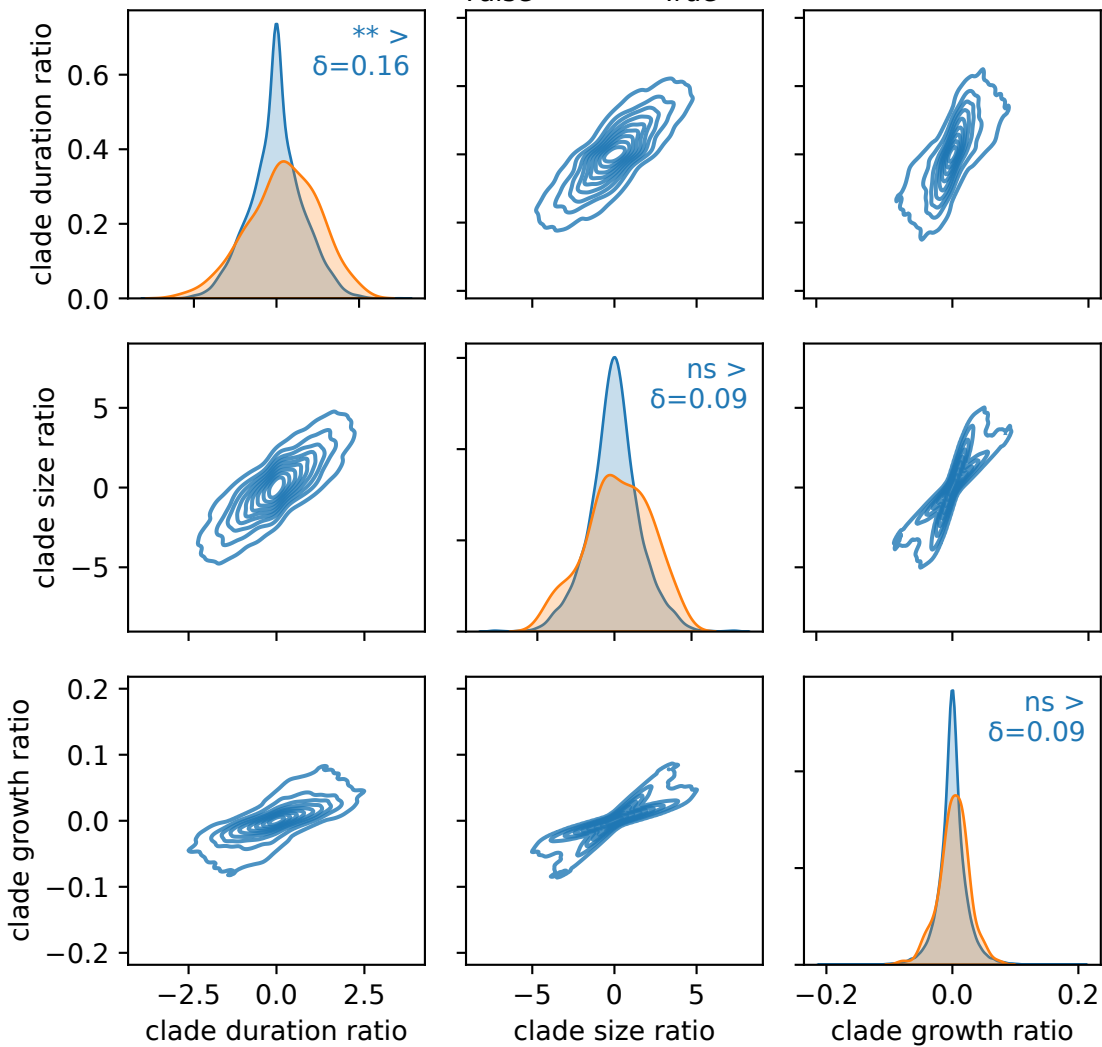 clade duration ratio
0.6
0.4
0.2
0.0
** >
δ=0.16
clade size ratio
5
0
−5
ns >
δ=0.09
clade growth ratio
0.2
0.1
0.0
−0.1
−0.2
ns >
δ=0.09
−2.5 0.0 2.5
−5 0 5
−0.2 0.0 0.2
clade duration ratio
clade size ratio
clade growth ratio